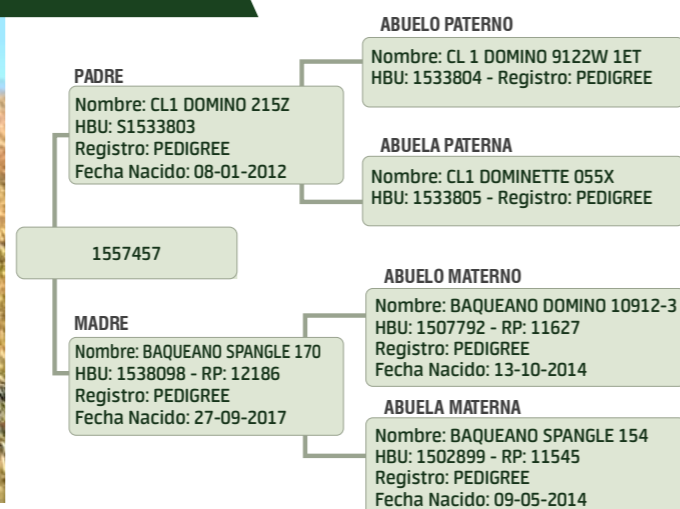 ABUELO PATERNO
Nombre: CL 1 DOMINO 9122W 1ET
HBU: 1533804 - Registro: PEDIGREE
PADRE
Nombre: CL1 DOMINO 215Z
HBU: S1533803
Registro: PEDIGREE
Fecha Nacido: 08-01-2012
ABUELA PATERNA
Nombre: CL1 DOMINETTE 055X
HBU: 1533805 - Registro: PEDIGREE
1557457
ABUELO MATERNO
Nombre: BAQUEANO DOMINO 10912-3
HBU: 1507792 - RP: 11627
Registro: PEDIGREE
Fecha Nacido: 13-10-2014
MADRE
Nombre: BAQUEANO SPANGLE 170
HBU: 1538098 - RP: 12186
Registro: PEDIGREE
Fecha Nacido: 27-09-2017
ABUELA MATERNA
Nombre: BAQUEANO SPANGLE 154
HBU: 1502899 - RP: 11545
Registro: PEDIGREE
Fecha Nacido: 09-05-2014